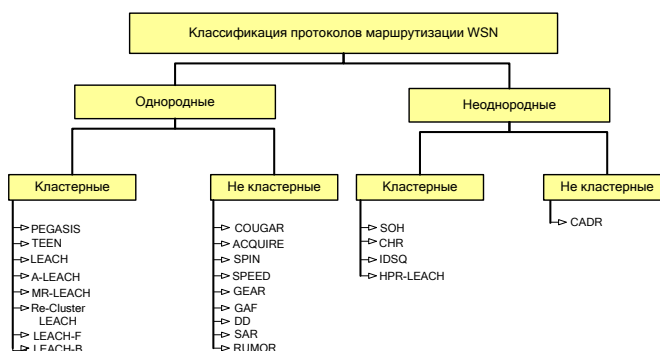 Классификация протоколов маршрутизации WSN
Однородные
Неоднородные
Кластерные
Не кластерные
Кластерные
Не кластерные
PEGASIS
TEEN
LEACH
A-LEACH
MR-LEACH
Re-Cluster
LEACH
LEACH-F
LEACH-B
COUGAR
ACQUIRE
SPIN
SPEED
GEAR
GAF
DD
SAR
RUMOR
SOH
CHR
IDSQ
HPR-LEACH
CADR